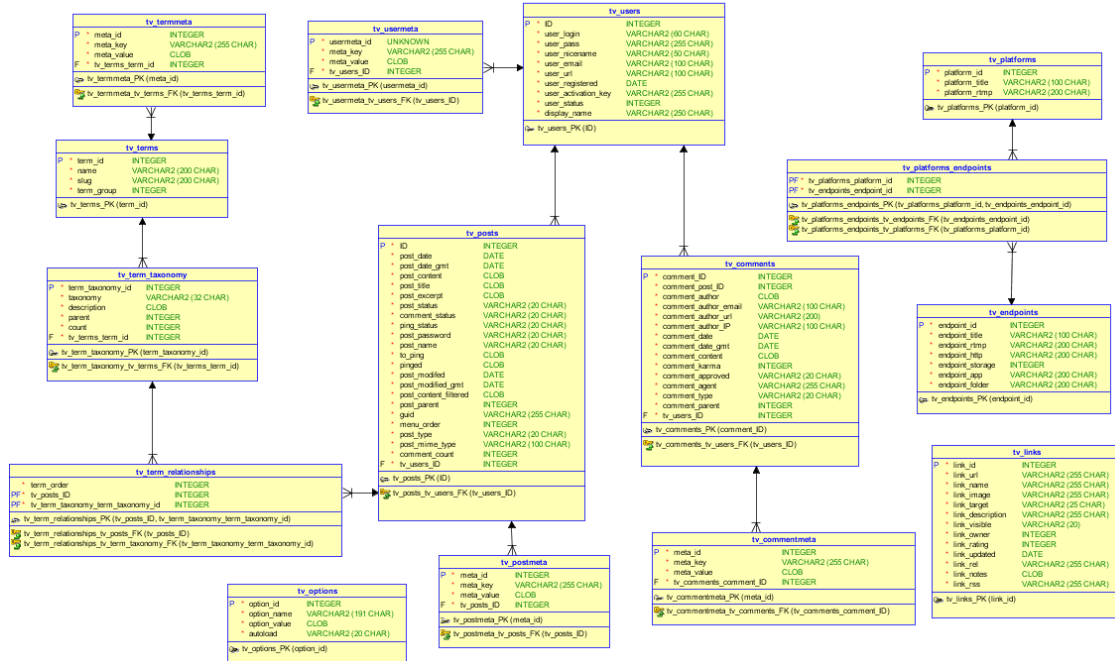 tv_termmeta
P * meta_id INTEGER
* meta_key VARCHAR2 (255 CHAR)
* meta_value CLOB
F * tv_terms_term_id INTEGER
tv_termmeta_PK (meta_id)
tv_termmeta_tv_terms_FK (tv_terms_term_id)
tv_usermeta
P * usermeta_id UNKNOWN
* meta_key VARCHAR2 (255 CHAR)
* meta_value CLOB
F * tv_users_ID INTEGER
tv_usermeta_PK (usermeta_id)
tv_usermeta_tv_users_FK (tv_users_ID)
tv_users
P * ID INTEGER
* user_login VARCHAR2 (60 CHAR)
* user_pass VARCHAR2 (255 CHAR)
* user_nicename VARCHAR2 (50 CHAR)
* user_email VARCHAR2 (100 CHAR)
* user_url VARCHAR2 (100 CHAR)
* user_registered DATE
* user_activation_key VARCHAR2 (255 CHAR)
* user_status INTEGER
* display_name VARCHAR2 (250 CHAR)
tv_users_PK (ID)
tv_platforms
P * platform_id INTEGER
* platform_title VARCHAR2 (100 CHAR)
* platform_rtmp VARCHAR2 (200 CHAR)
tv_platforms_PK (platform_id)
tv_terms
P * term_id INTEGER
* name VARCHAR2 (200 CHAR)
* slug VARCHAR2 (200 CHAR)
* term_group INTEGER
tv_terms_PK (term_id)
tv_platforms_endpoints
PF * tv_platforms_platform_id INTEGER
PF * tv_endpoints_endpoint_id INTEGER
tv_platforms_endpoints_PK (tv_platforms_platform_id, tv_endpoints_endpoint_id)
tv_platforms_endpoints_tv_endpoints_FK (tv_endpoints_endpoint_id)
tv_platforms_endpoints_tv_platforms_FK (tv_platforms_platform_id)
tv_posts
P * ID INTEGER
* post_date DATE
* post_date_gmt DATE
* post_content CLOB
* post_title CLOB
* post_excerpt CLOB
* post_status VARCHAR2 (20 CHAR)
* comment_status VARCHAR2 (20 CHAR)
* ping_status VARCHAR2 (20 CHAR)
* post_password VARCHAR2 (20 CHAR)
* post_name VARCHAR2 (20 CHAR)
* to_ping CLOB
* pinged CLOB
* post_modifed DATE
* post_modified_gmt DATE
* post_content_filtered CLOB
* post_parent INTEGER
* guid VARCHAR2 (255 CHAR)
* menu_order INTEGER
* post_type VARCHAR2 (20 CHAR)
* post_mime_type VARCHAR2 (100 CHAR)
* comment_count INTEGER
F * tv_users_ID INTEGER
tv_posts_PK (ID)
tv_posts_tv_users_FK (tv_users_ID)
tv_comments
P * comment_ID INTEGER
* comment_post_ID INTEGER
* comment_author CLOB
* comment_author_email VARCHAR2 (100 CHAR)
* comment_author_url VARCHAR2 (200)
* comment_author_IP VARCHAR2 (100 CHAR)
* comment_date DATE
* comment_date_gmt DATE
* comment_content CLOB
* comment_karma INTEGER
* comment_approved VARCHAR2 (20 CHAR)
* comment_agent VARCHAR2 (255 CHAR)
* comment_type VARCHAR2 (20 CHAR)
* comment_parent INTEGER
F * tv_users_ID INTEGER
tv_comments_PK (comment_ID)
tv_comments_tv_users_FK (tv_users_ID)
tv_term_taxonomy
P * term_taxonomy_id INTEGER
* taxonomy VARCHAR2 (32 CHAR)
* description CLOB
* parent INTEGER
* count INTEGER
F * tv_terms_term_id INTEGER
tv_term_taxonomy_PK (term_taxonomy_id)
tv_term_taxonomy_tv_terms_FK (tv_terms_term_id)
tv_endpoints
P * endpoint_id INTEGER
* endpoint_title VARCHAR2 (100 CHAR)
* endpoint_rtmp VARCHAR2 (200 CHAR)
* endpoint_http VARCHAR2 (200 CHAR)
* endpoint_storage INTEGER
* endpoint_app VARCHAR2 (200 CHAR)
* endpoint_folder VARCHAR2 (200 CHAR)
tv_endpoints_PK (endpoint_id)
tv_term_relationships
* term_order INTEGER
PF * tv_posts_ID INTEGER
PF * tv_term_taxonomy_term_taxonomy_id INTEGER
tv_term_relationships_PK (tv_posts_ID, tv_term_taxonomy_term_taxonomy_id)
tv_term_relationships_tv_posts_FK (tv_posts_ID)
tv_term_relationships_tv_term_taxonomy_FK (tv_term_taxonomy_term_taxonomy_id)
tv_links
P * link_id INTEGER
* link_url VARCHAR2 (255 CHAR)
* link_name VARCHAR2 (255 CHAR)
* link_image VARCHAR2 (255 CHAR)
* link_target VARCHAR2 (25 CHAR)
* link_description VARCHAR2 (255 CHAR)
* link_visible VARCHAR2 (20)
* link_owner INTEGER
* link_rating INTEGER
* link_updated DATE
* link_rel VARCHAR2 (255 CHAR)
* link_notes CLOB
* link_rss VARCHAR2 (255 CHAR)
tv_links_PK (link_id)
tv_commentmeta
P * meta_id INTEGER
* meta_key VARCHAR2 (255 CHAR)
* meta_value CLOB
F * tv_comments_comment_ID INTEGER
tv_commentmeta_PK (meta_id)
tv_commentmeta_tv_comments_FK (tv_comments_comment_ID)
tv_postmeta
P * meta_id INTEGER
* meta_key VARCHAR2 (255 CHAR)
* meta_value CLOB
F * tv_posts_ID INTEGER
tv_postmeta_PK (meta_id)
tv_postmeta_tv_posts_FK (tv_posts_ID)
tv_options
P * option_id INTEGER
* option_name VARCHAR2 (191 CHAR)
* option_value CLOB
* autoload VARCHAR2 (20 CHAR)
tv_options_PK (option_id)